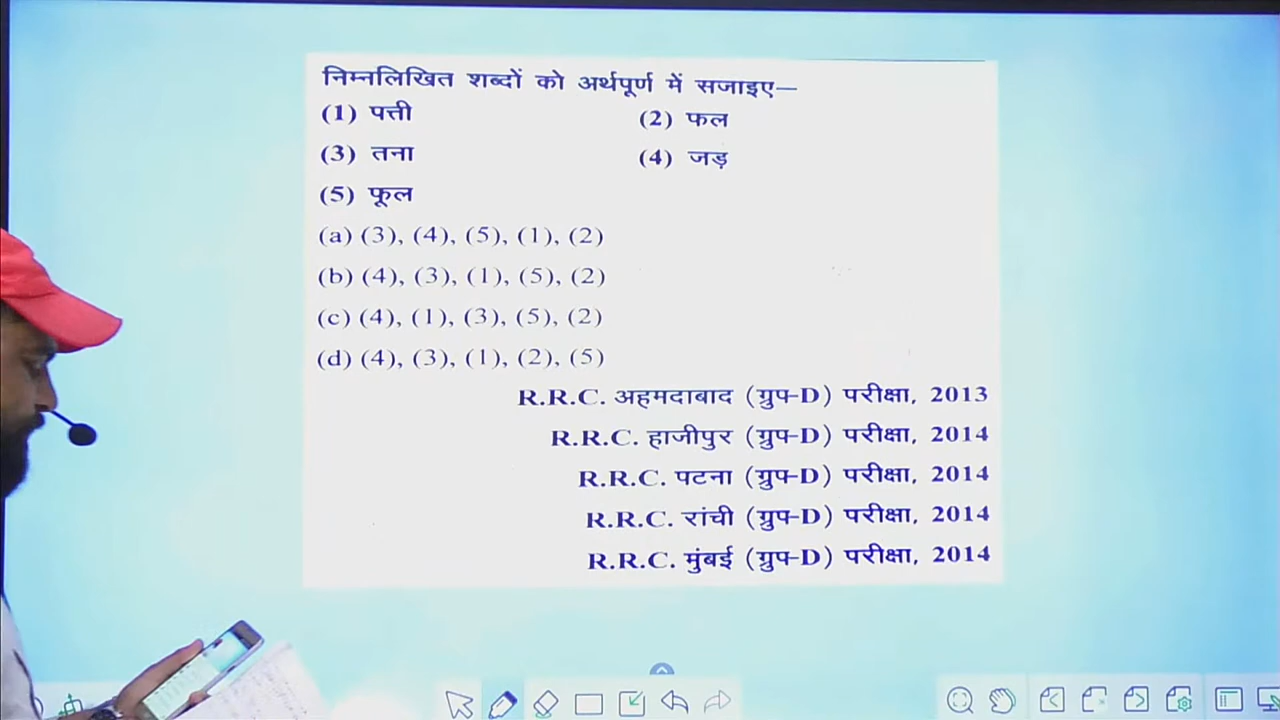 निम्नलिखित शब्दों को अर्थपूर्ण में सजाइए—
(1) पत्ती (2) फल
(3) तना (4) जड़
(5) फूल
(a) (3), (4), (5), (1), (2)
(b) (4), (3), (1), (5), (2)
(c) (4), (1), (3), (5), (2)
(d) (4), (3), (1), (2), (5)
R.R.C. अहमदाबाद (ग्रुप-D) परीक्षा, 2013
R.R.C. हाजीपुर (ग्रुप-D) परीक्षा, 2014
R.R.C. पटना (ग्रुप-D) परीक्षा, 2014
R.R.C. रांची (ग्रुप-D) परीक्षा, 2014
R.R.C. मुंबई (ग्रुप-D) परीक्षा, 2014